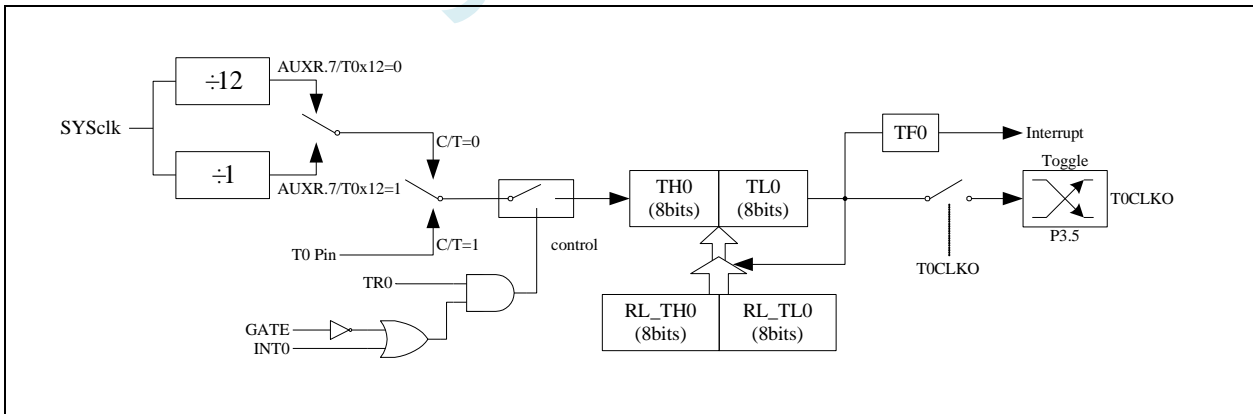 ÷12
AUXR.7/T0x12=0
SYSclk
÷1
AUXR.7/T0x12=1
C/T=0
C/T=1
T0 Pin
control
TR0
GATE
INT0
TH0
(8bits)
TL0
(8bits)
RL_TH0
(8bits)
RL_TL0
(8bits)
TF0
Interrupt
Toggle
T0CLKO
P3.5
T0CLKO